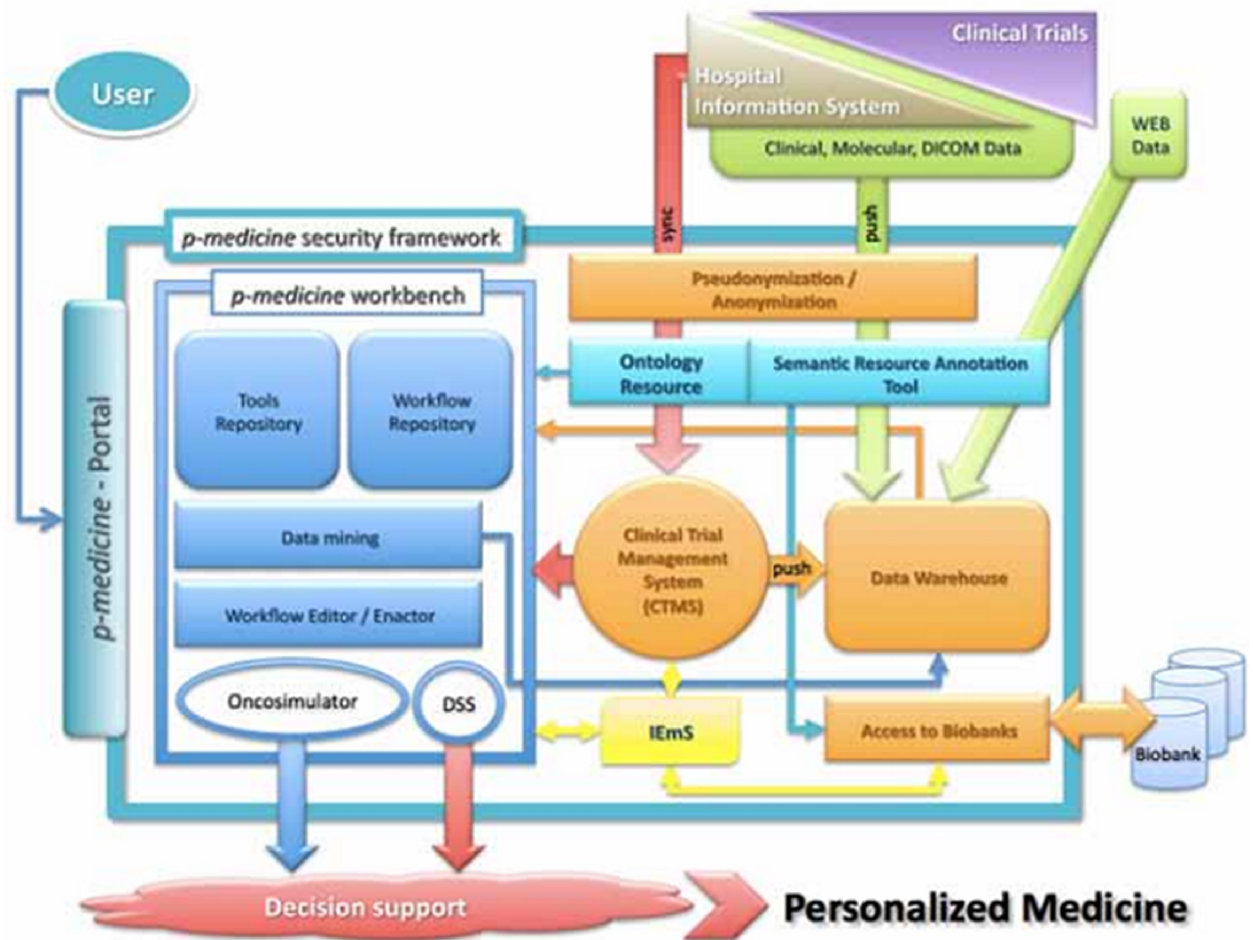 Clinical Trials
User
Hospital
Information System
WEB
Data
Clinical, Molecular, DICOM Data
sync
push
p-medicine security framework
Pseudonymization /
Anonymization
p-medicine workbench
Ontology
Resource
Semantic Resource Annotation
Tool
p-medicine - Portal
Tools
Repository
Workflow
Repository
Data mining
Clinical Trial
Management
System
(CTMS)
push
Data Warehouse
Workflow Editor / Enactor
Oncosimulator
DSS
IEmS
Access to Biobanks
Biobank
Decision support
Personalized Medicine